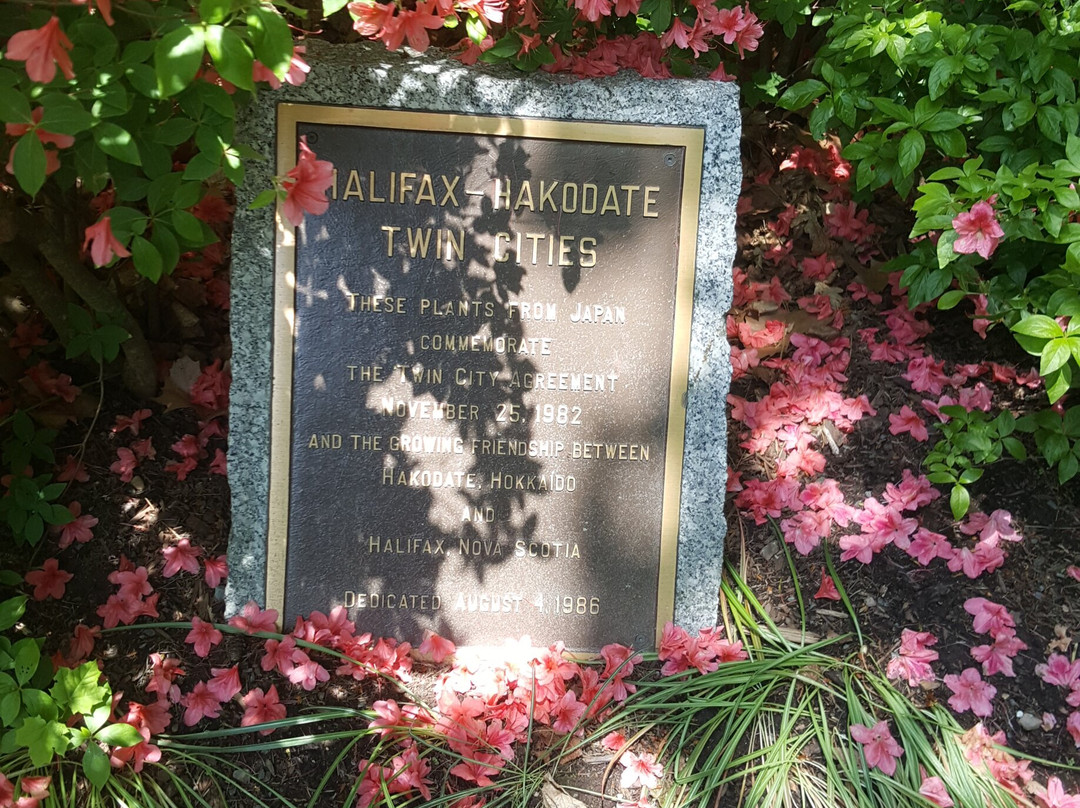 HALIFAX–HAKODATE
TWIN CITIES
THESE PLANTS FROM JAPAN
COMMEMORATE
THE TWIN CITY AGREEMENT
NOVEMBER 25, 1982
AND THE GROWING FRIENDSHIP BETWEEN
HAKODATE, HOKKAIDO
AND
HALIFAX, NOVA SCOTIA
DEDICATED AUGUST 4, 1986